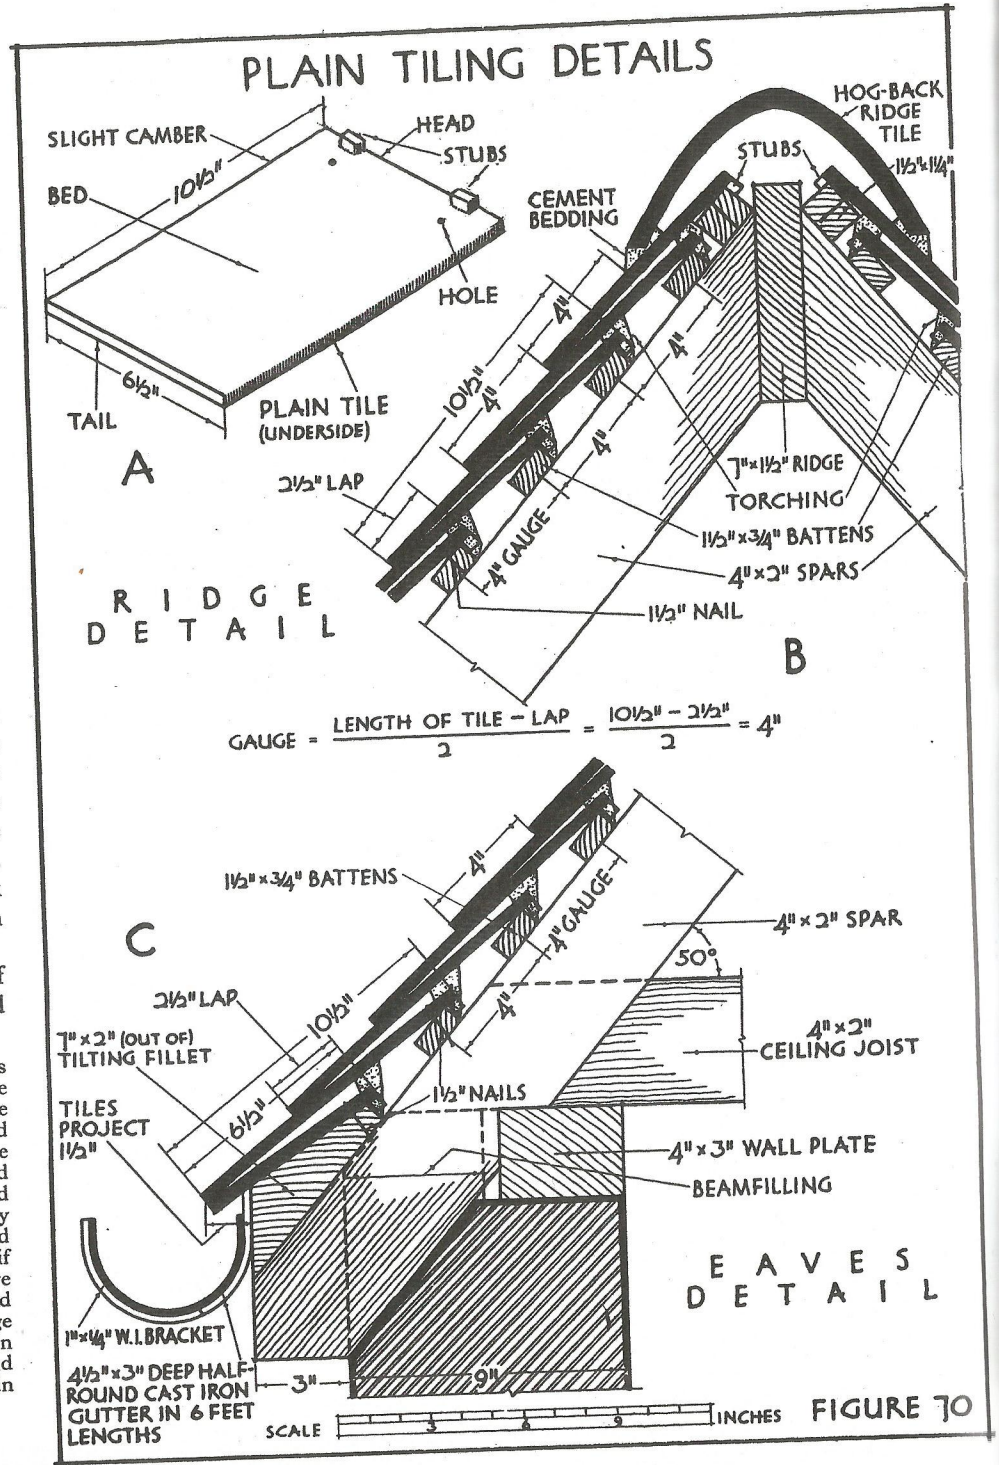 PLAIN TILING DETAILS
SLIGHT CAMBER
10½"
HEAD
STUBS
BED
HOLE
6½"
TAIL
PLAIN TILE
(UNDERSIDE)
A
HOG-BACK
RIDGE
TILE
STUBS
1½"x1¼"
CEMENT
BEDDING
4"
10½"
4"
4"
4"
2½" LAP
4" GAUGE
7"x1½" RIDGE
TORCHING
1½"x¾" BATTENS
4"x2" SPARS
1½" NAIL
B
RIDGE
DETAIL
GAUGE = LENGTH OF TILE - LAP / 2 = 10½" - 2½" / 2 = 4"
1½"x¾" BATTENS
4"
4" GAUGE
4"x2" SPAR
50°
C
2½" LAP
10½"
4"
7"x2" (OUT OF)
TILTING FILLET
4"x2"
CEILING JOIST
6½"
1½" NAILS
TILES
PROJECT
1½"
4"x3" WALL PLATE
BEAMFILLING
EAVES
DETAIL
1"x¼" W.I. BRACKET
4½"x3" DEEP HALF-
ROUND CAST IRON
GUTTER IN 6 FEET
LENGTHS
3"
9"
SCALE
3
6
9
INCHES
FIGURE 70